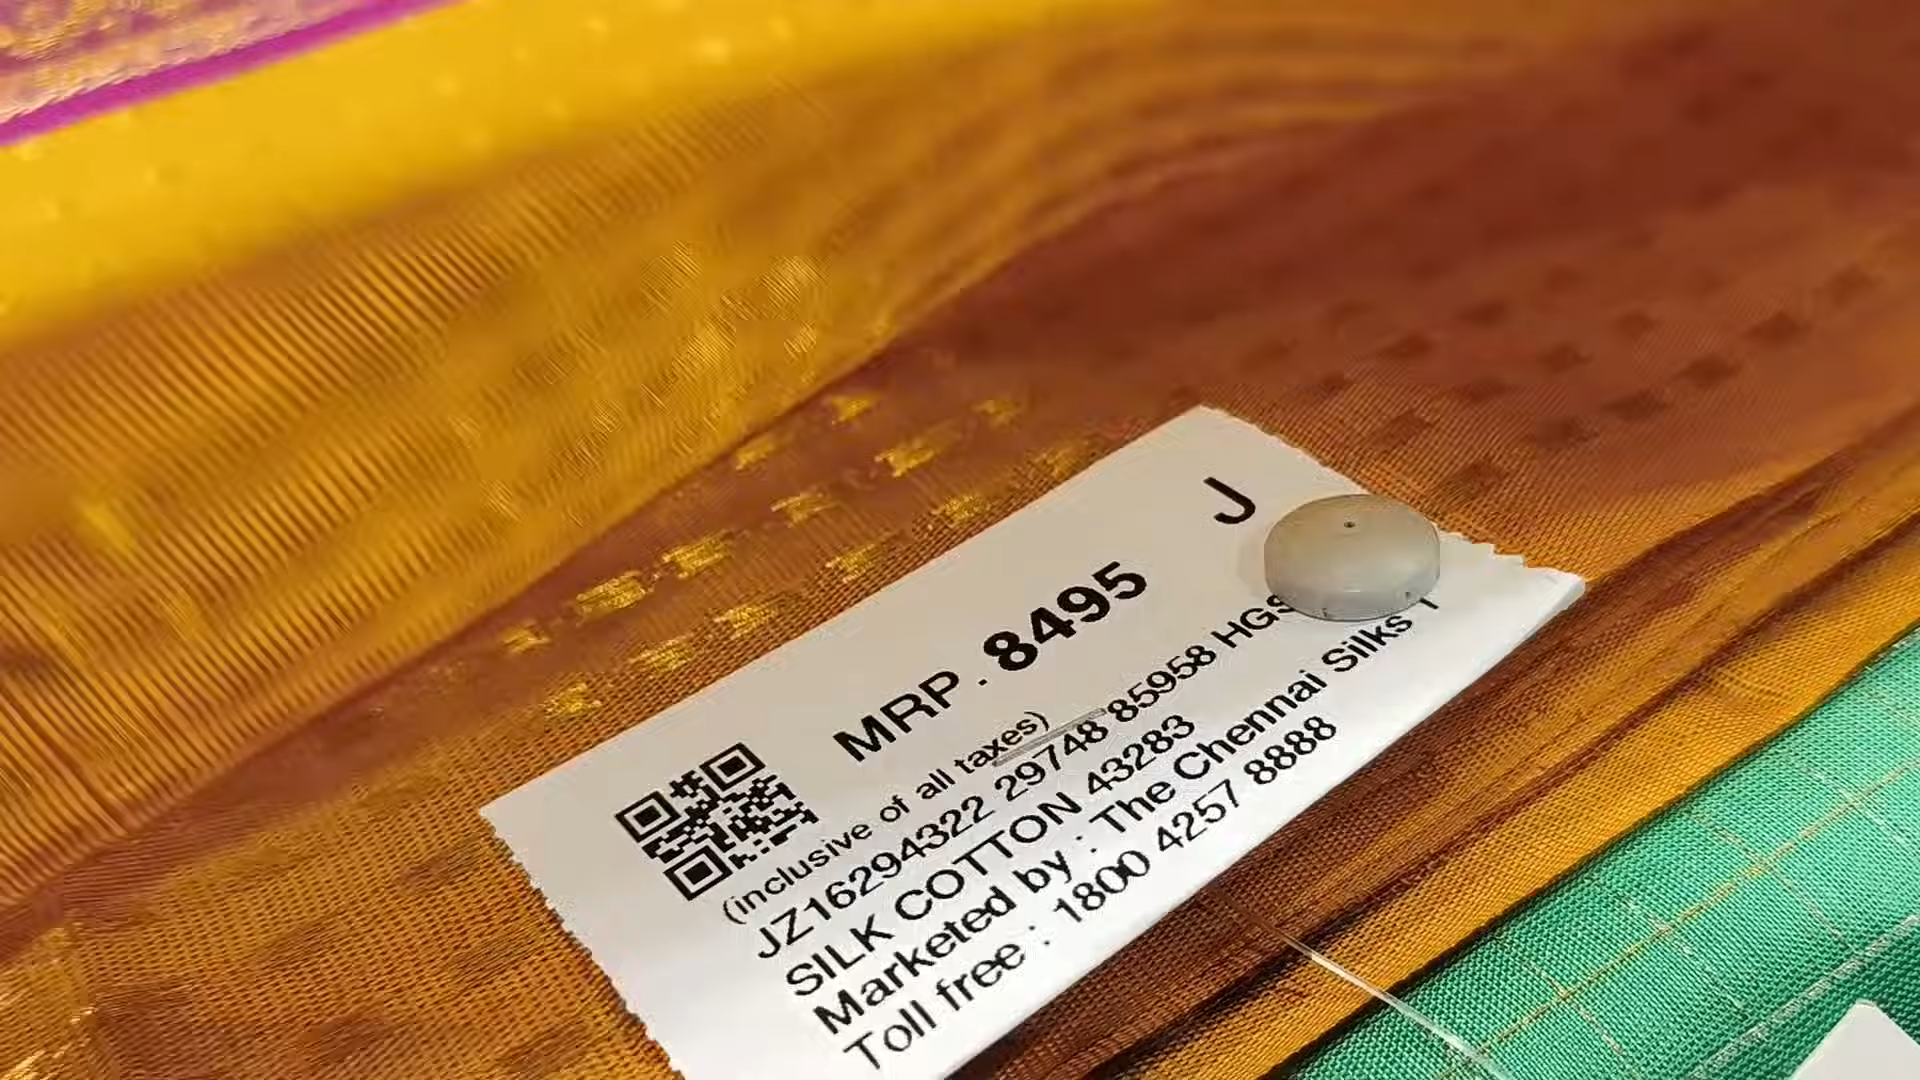 J
MRP . 8495
(inclusive of all taxes)
JZ16294322 29748 85958 HGS
SILK COTTON 43283
Marketed by : The Chennai Silks
Toll free : 1800 4257 8888